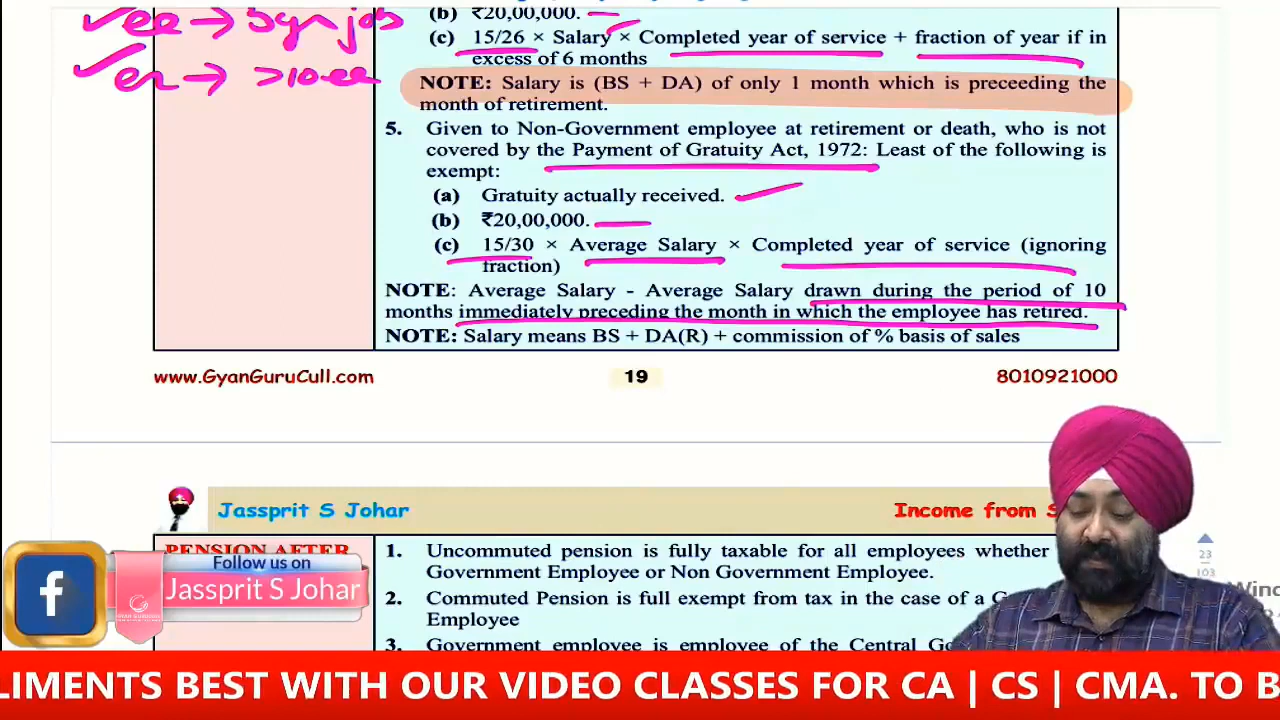 ✓ee → 5yr job
✓er → >10ee
(b) ₹20,00,000.
(c) 15/26 × Salary × Completed year of service + fraction of year if in
excess of 6 months
NOTE: Salary is (BS + DA) of only 1 month which is preceeding the
month of retirement.
5. Given to Non-Government employee at retirement or death, who is not
covered by the Payment of Gratuity Act, 1972: Least of the following is
exempt:
(a) Gratuity actually received.
(b) ₹20,00,000.
(c) 15/30 × Average Salary × Completed year of service (ignoring
fraction)
NOTE: Average Salary - Average Salary drawn during the period of 10
months immediately preceding the month in which the employee has retired.
NOTE: Salary means BS + DA(R) + commission of % basis of sales
www.GyanGuruCull.com 19 8010921000
Jassprit S Johar Income from S
PENSION AFTER
1. Uncommuted pension is fully taxable for all employees whether
Government Employee or Non Government Employee.
2. Commuted Pension is full exempt from tax in the case of a G
Employee
3. Government employee is employee of the Central Go
23
103
Wind
Follow us on
Jassprit S Johar
f
LIMENTS BEST WITH OUR VIDEO CLASSES FOR CA | CS | CMA. TO B